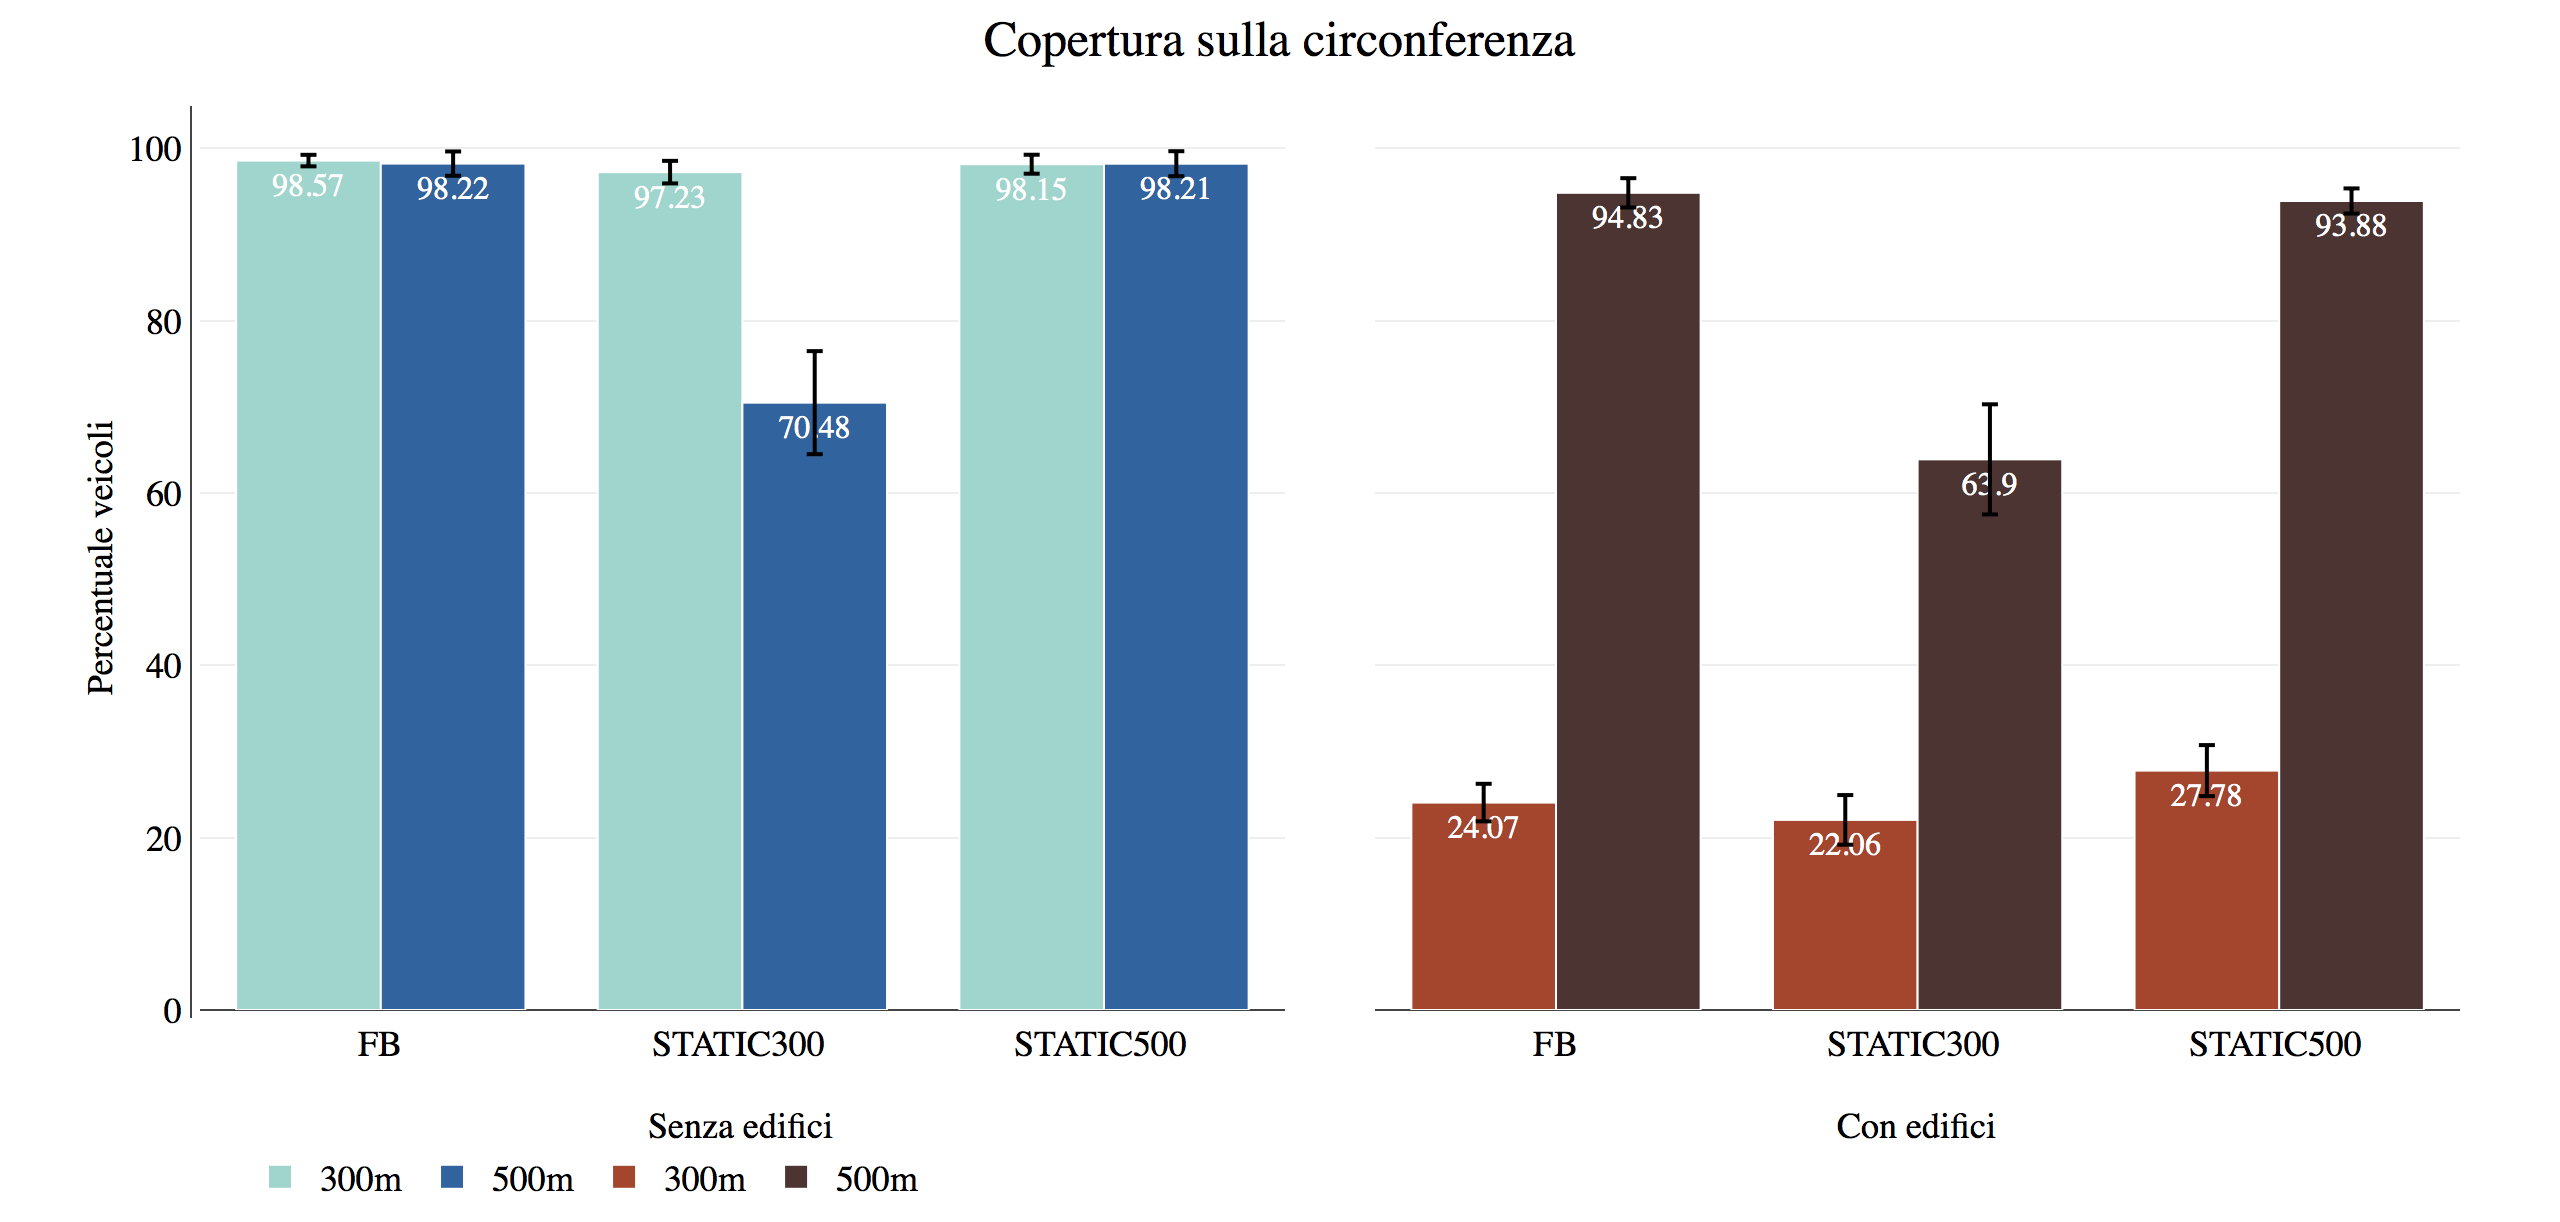 Copertura sulla circonferenza
Percentuale veicoli
100
80
60
40
20
0
98.57
98.22
97.23
70.48
98.15
98.21
24.07
94.83
22.06
63.9
27.78
93.88
FB STATIC300 STATIC500
FB STATIC300 STATIC500
Senza edifici
Con edifici
300m 500m 300m 500m